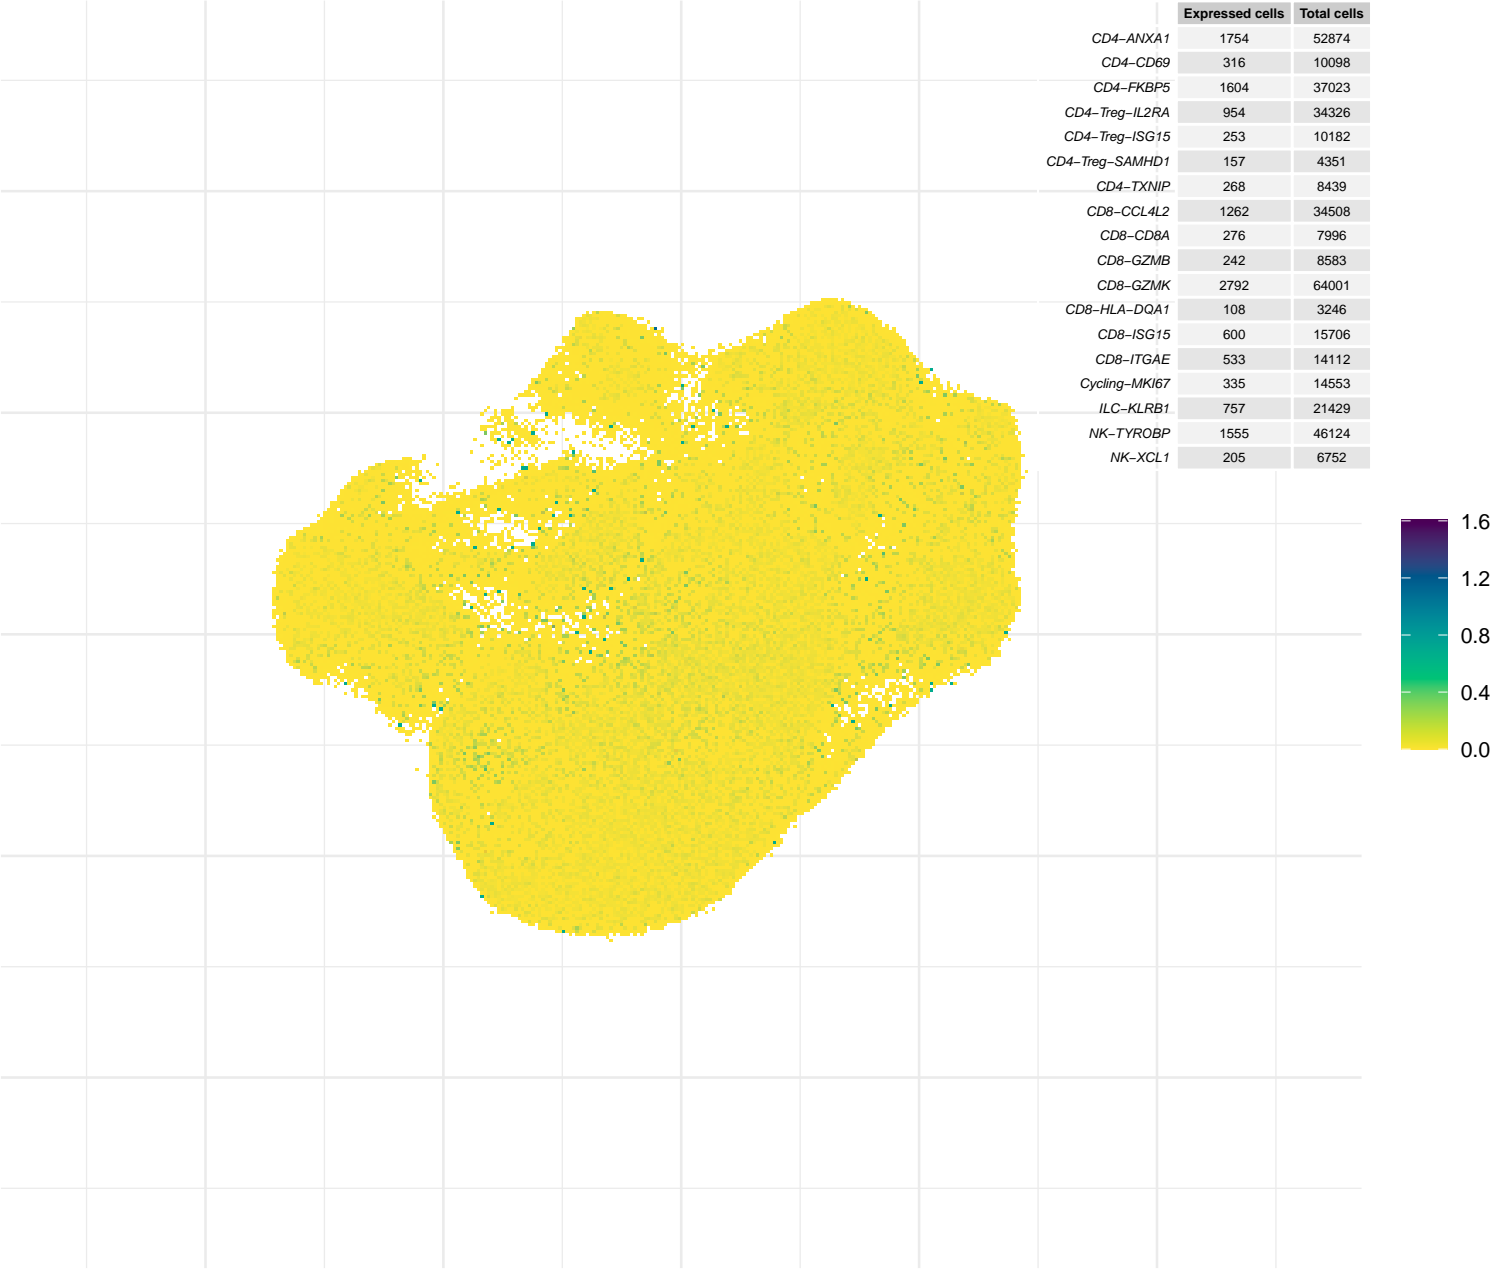 Expressed cells Total cells
CD4−ANXA1 1754 52874
CD4−CD69 316 10098
CD4−FKBP5 1604 37023
CD4−Treg−IL2RA 954 34326
CD4−Treg−ISG15 253 10182
CD4−Treg−SAMHD1 157 4351
CD4−TXNIP 268 8439
CD8−CCL4L2 1262 34508
CD8−CD8A 276 7996
CD8−GZMB 242 8583
CD8−GZMK 2792 64001
CD8−HLA−DQA1 108 3246
CD8−ISG15 600 15706
CD8−ITGAE 533 14112
Cycling−MKI67 335 14553
ILC−KLRB1 757 21429
NK−TYROBP 1555 46124
NK−XCL1 205 6752
1.6
1.2
0.8
0.4
0.0